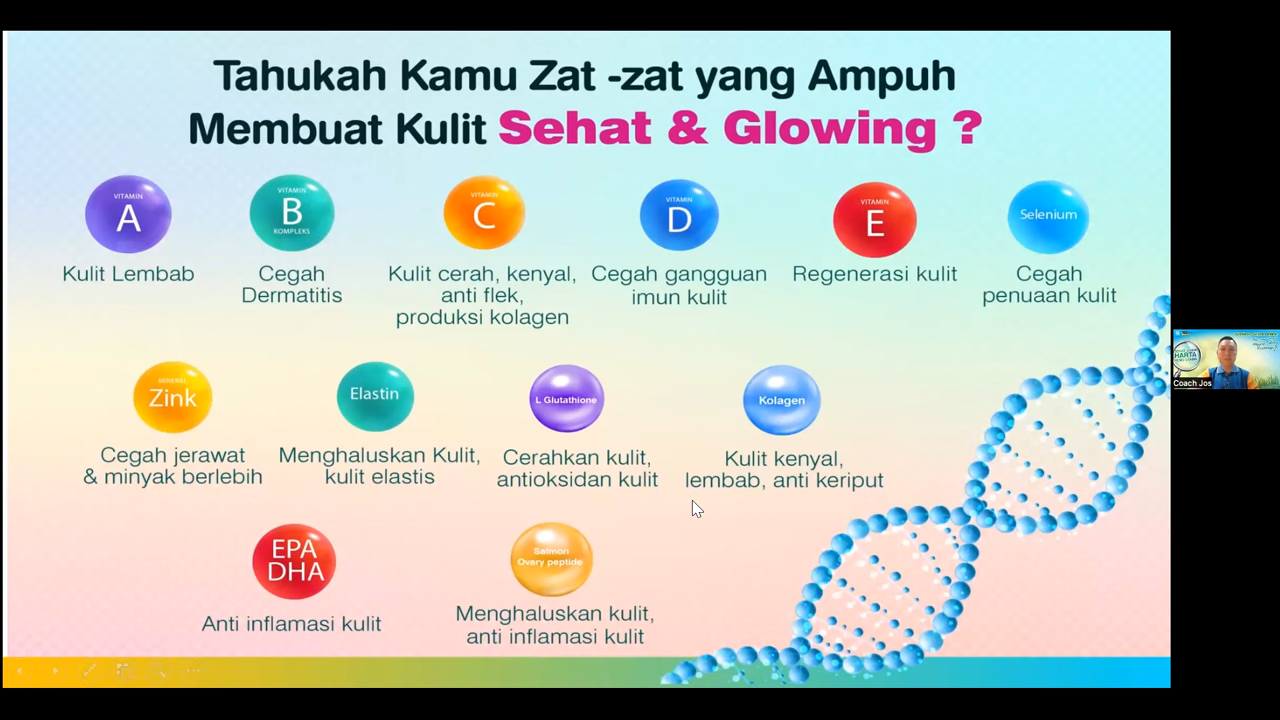 Tahukah Kamu Zat -zat yang Ampuh
Membuat Kulit Sehat & Glowing ?
VITAMIN
A
Kulit Lembab
VITAMIN
B
KOMPLEKS
Cegah
Dermatitis
VITAMIN
C
Kulit cerah, kenyal,
anti flek,
produksi kolagen
VITAMIN
D
Cegah gangguan
imun kulit
VITAMIN
E
Regenerasi kulit
Selenium
Cegah
penuaan kulit
MINERAL
Zink
Cegah jerawat
& minyak berlebih
Elastin
Menghaluskan Kulit,
kulit elastis
L Glutathione
Cerahkan kulit,
antioksidan kulit
Kolagen
Kulit kenyal,
lembab, anti keriput
EPA
DHA
Anti inflamasi kulit
Salmon
Ovary peptide
Menghaluskan kulit,
anti inflamasi kulit
HARTA
Coach Jos